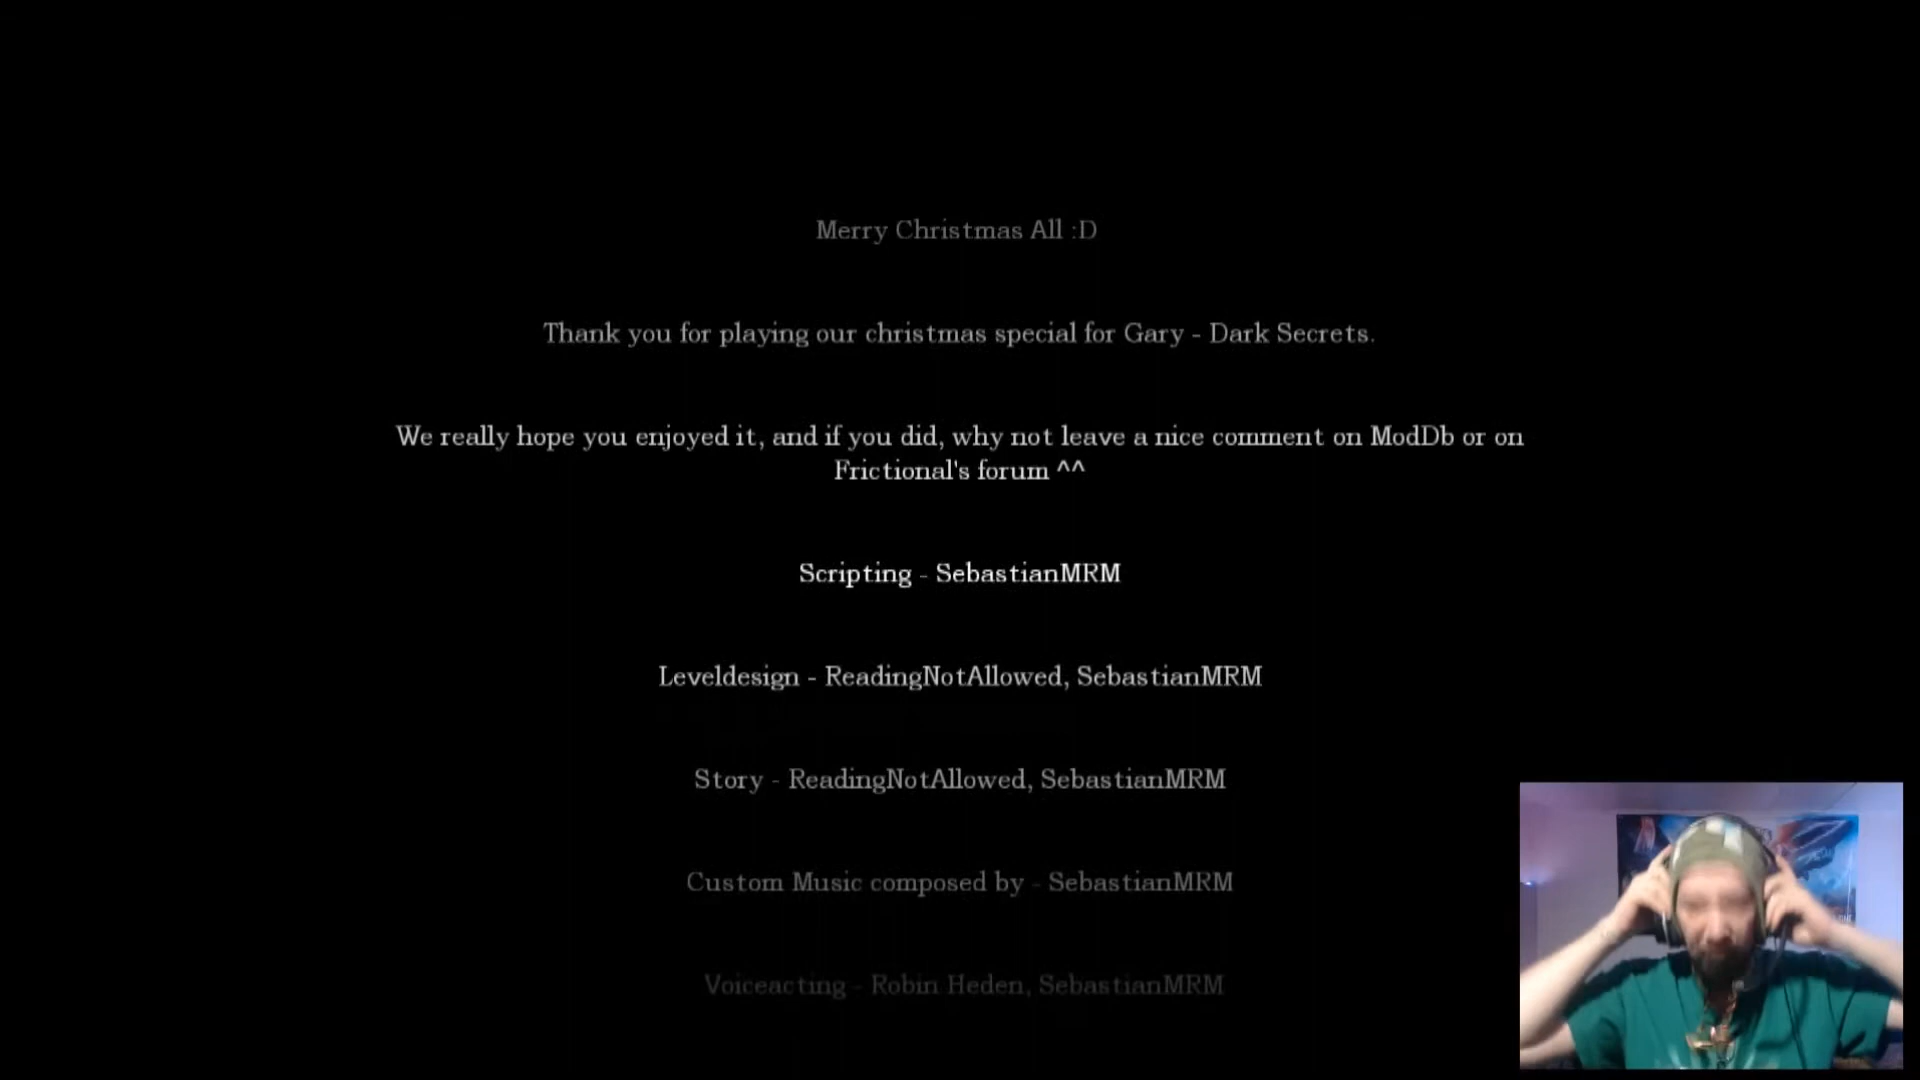 Merry Christmas All :D
Thank you for playing our christmas special for Gary - Dark Secrets.
We really hope you enjoyed it, and if you did, why not leave a nice comment on ModDb or on
Frictional's forum ^^
Scripting - SebastianMRM
Leveldesign - ReadingNotAllowed, SebastianMRM
Story - ReadingNotAllowed, SebastianMRM
Custom Music composed by - SebastianMRM
Voiceacting - Robin Heden, SebastianMRM